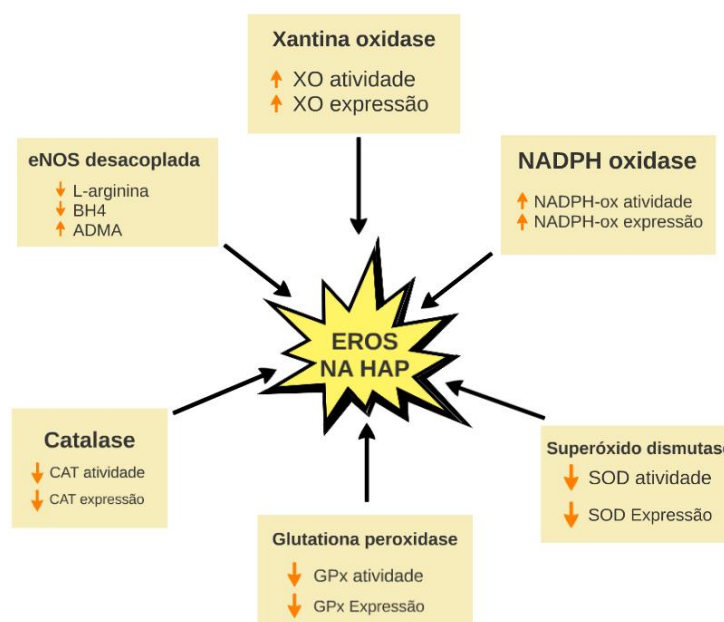 Xantina oxidase
↑ XO atividade
↑ XO expressão
eNOS desacoplada
↓ L-arginina
↓ BH4
↑ ADMA
NADPH oxidase
↑ NADPH-ox atividade
↑ NADPH-ox expressão
EROS
NA HAP
Catalase
↓ CAT atividade
↓ CAT expressão
Superóxido dismutase
↓ SOD atividade
↓ SOD Expressão
Glutationa peroxidase
↓ GPx atividade
↓ GPx Expressão